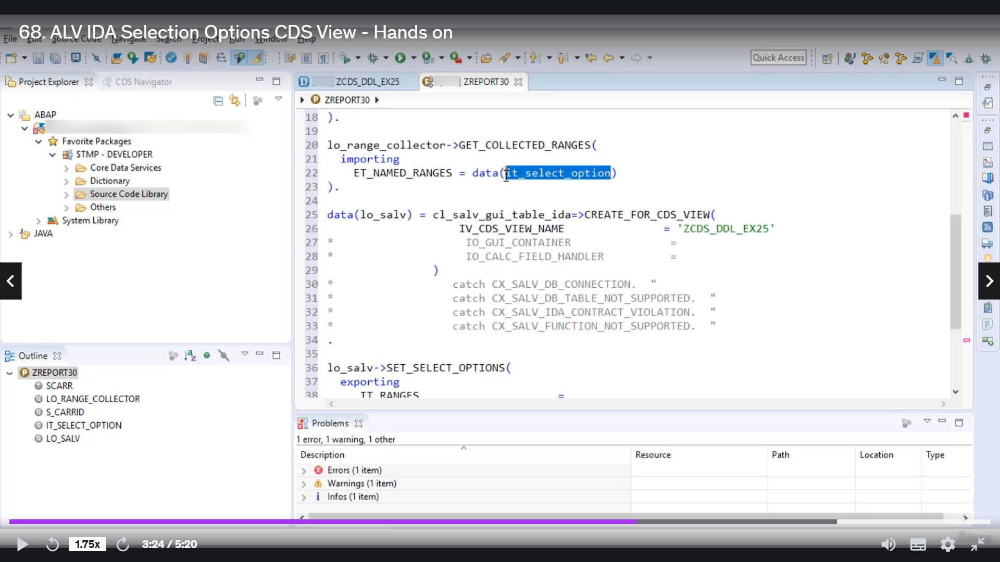 68. ALV IDA Selection Options CDS View - Hands on
File Edit Source Code Navigate Search Project Run Window Help
Quick Access
Project Explorer
CDS Navigator
ZCDS_DDL_EX25
ZREPORT30
ZREPORT30
ABAP
Favorite Packages
$TMP - DEVELOPER
Core Data Services
Dictionary
Source Code Library
Others
System Library
JAVA
18 ).
19
20 lo_range_collector->GET_COLLECTED_RANGES(
21 importing
22 ET_NAMED_RANGES = data(it_select_option)
23 ).
24
25 data(lo_salv) = cl_salv_gui_table_ida=>CREATE_FOR_CDS_VIEW(
26 IV_CDS_VIEW_NAME = 'ZCDS_DDL_EX25'
27 * IO_GUI_CONTAINER =
28 * IO_CALC_FIELD_HANDLER =
29 )
30 * catch CX_SALV_DB_CONNECTION. "
31 * catch CX_SALV_DB_TABLE_NOT_SUPPORTED. "
32 * catch CX_SALV_IDA_CONTRACT_VIOLATION. "
33 * catch CX_SALV_FUNCTION_NOT_SUPPORTED. "
34 .
35
36 lo_salv->SET_SELECT_OPTIONS(
37 exporting
38 IT_RANGES =
Outline
ZREPORT30
SCARR
LO_RANGE_COLLECTOR
S_CARRID
IT_SELECT_OPTION
LO_SALV
Problems
1 error, 1 warning, 1 other
Description Resource Path Location Type
Errors (1 item)
Warnings (1 item)
Infos (1 item)
1.75x
3:24 / 5:20
ûdemy